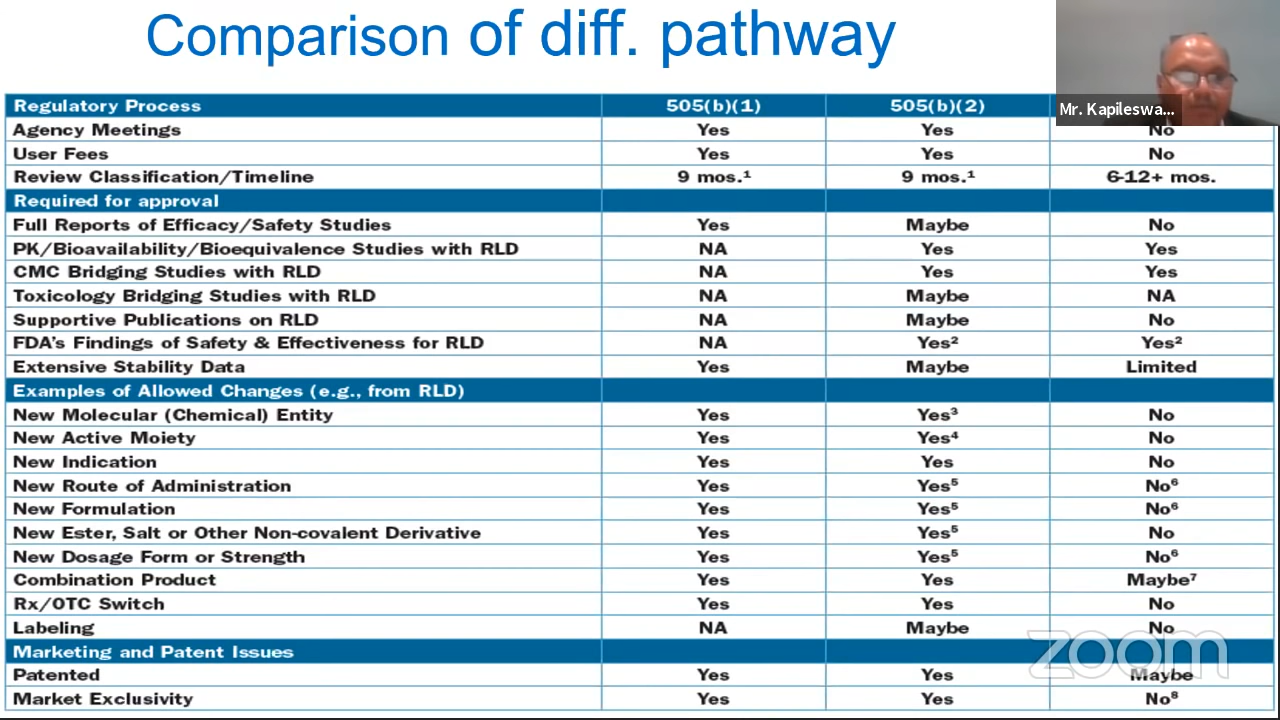 Comparison of diff. pathway
Mr. Kapileswa...
Regulatory Process 505(b)(1) 505(b)(2)
Agency Meetings Yes Yes No
User Fees Yes Yes No
Review Classification/Timeline 9 mos.¹ 9 mos.¹ 6-12+ mos.
Required for approval
Full Reports of Efficacy/Safety Studies Yes Maybe No
PK/Bioavailability/Bioequivalence Studies with RLD NA Yes Yes
CMC Bridging Studies with RLD NA Yes Yes
Toxicology Bridging Studies with RLD NA Maybe NA
Supportive Publications on RLD NA Maybe No
FDA's Findings of Safety & Effectiveness for RLD NA Yes² Yes²
Extensive Stability Data Yes Maybe Limited
Examples of Allowed Changes (e.g., from RLD)
New Molecular (Chemical) Entity Yes Yes³ No
New Active Moiety Yes Yes⁴ No
New Indication Yes Yes No
New Route of Administration Yes Yes⁵ No⁶
New Formulation Yes Yes⁵ No⁶
New Ester, Salt or Other Non-covalent Derivative Yes Yes⁵ No
New Dosage Form or Strength Yes Yes⁵ No⁶
Combination Product Yes Yes Maybe⁷
Rx/OTC Switch Yes Yes No
Labeling NA Maybe No
zoom
Marketing and Patent Issues
Patented Yes Yes Maybe
Market Exclusivity Yes Yes No⁸